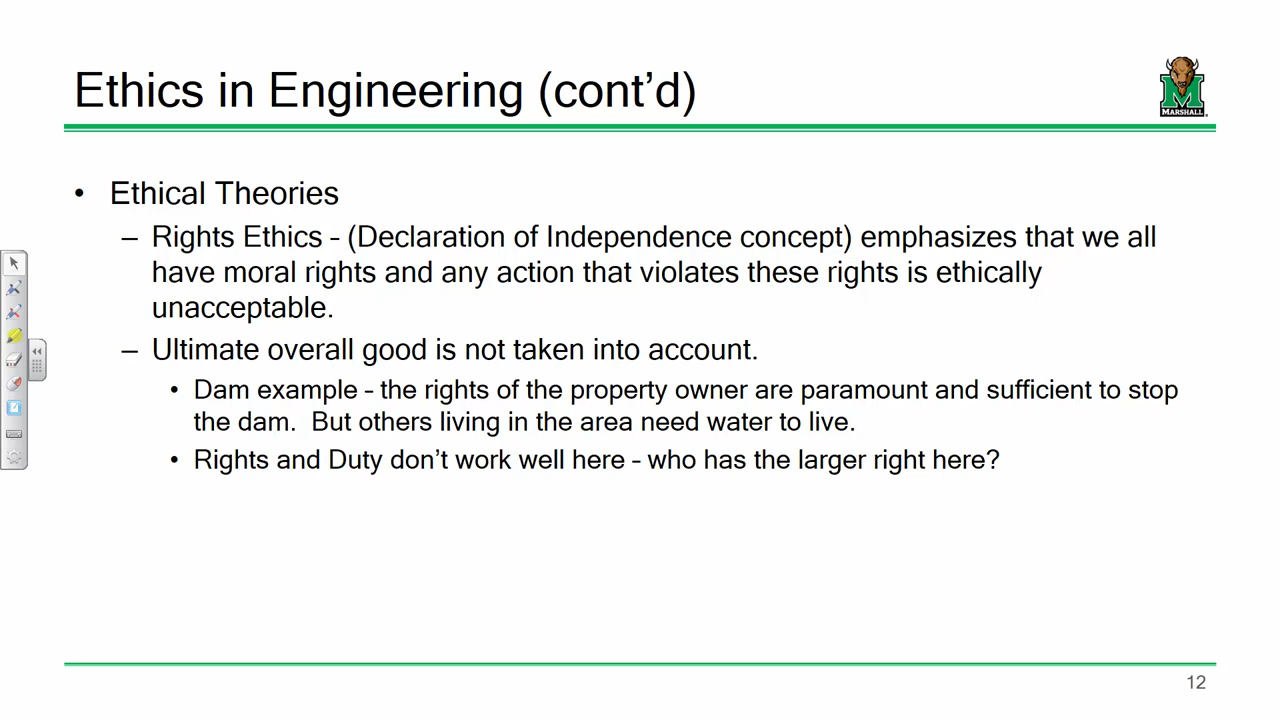 Ethics in Engineering (cont’d)
MARSHALL
• Ethical Theories
– Rights Ethics - (Declaration of Independence concept) emphasizes that we all
have moral rights and any action that violates these rights is ethically
unacceptable.
– Ultimate overall good is not taken into account.
• Dam example - the rights of the property owner are paramount and sufficient to stop
the dam.  But others living in the area need water to live.
• Rights and Duty don’t work well here - who has the larger right here?
12